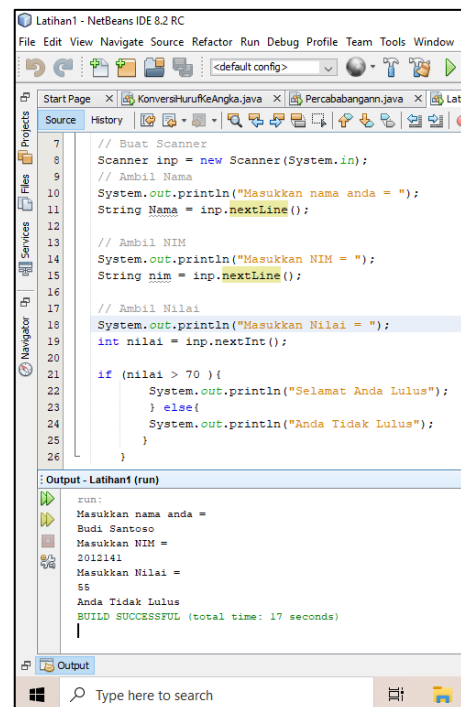 Latihan1 - NetBeans IDE 8.2 RC
File Edit View Navigate Source Refactor Run Debug Profile Team Tools Window
<default config>
Start Page KonversiHurufKeAngka.java Percababangann.java Lat
Source History
Projects
Files
Services
Navigator
7 // Buat Scanner
8 Scanner inp = new Scanner(System.in);
9 // Ambil Nama
10 System.out.println("Masukkan nama anda = ");
11 String Nama = inp.nextLine();
12
13 // Ambil NIM
14 System.out.println("Masukkan NIM = ");
15 String nim = inp.nextLine();
16
17 // Ambil Nilai
18 System.out.println("Masukkan Nilai = ");
19 int nilai = inp.nextInt();
20
21 if (nilai > 70 ){
22 System.out.println("Selamat Anda Lulus");
23 } else{
24 System.out.println("Anda Tidak Lulus");
25 }
26 }
Output - Latihan1 (run)
run:
Masukkan nama anda =
Budi Santoso
Masukkan NIM =
2012141
Masukkan Nilai =
55
Anda Tidak Lulus
BUILD SUCCESSFUL (total time: 17 seconds)
Output
Type here to search